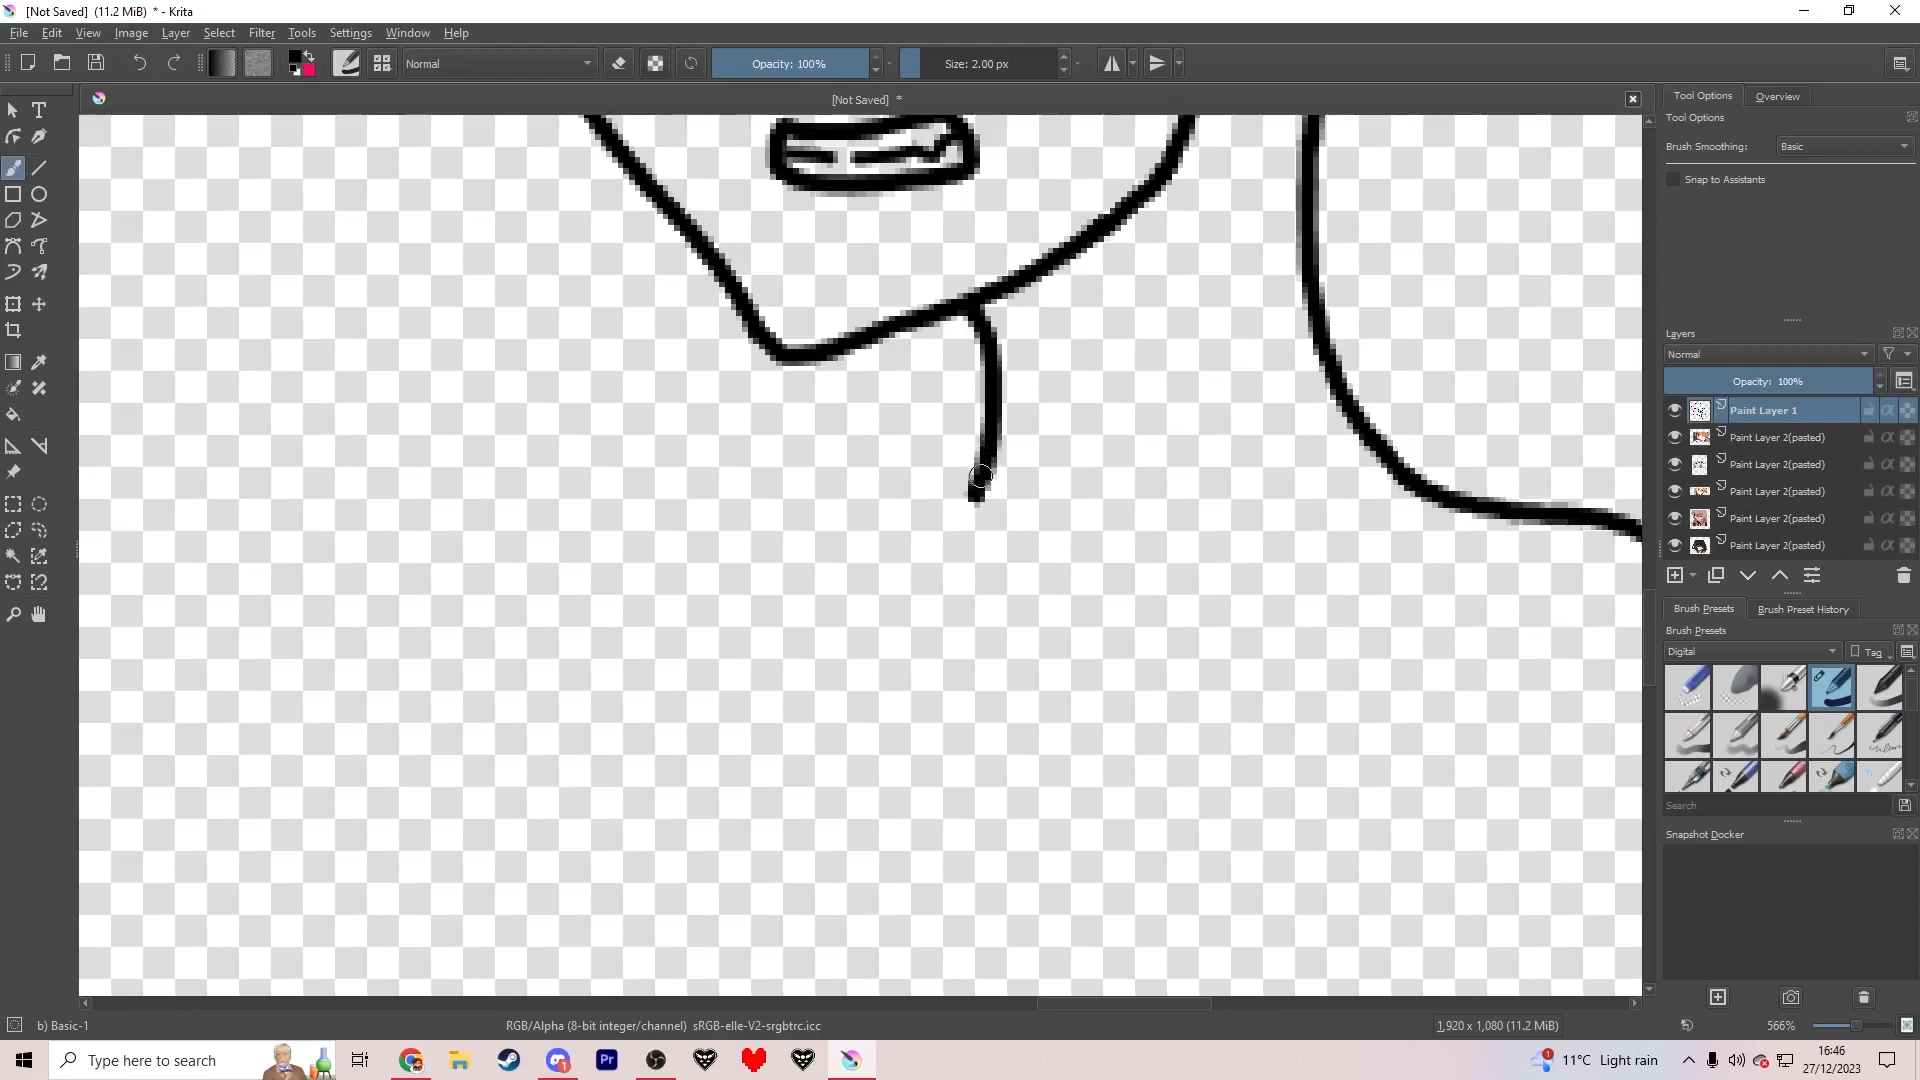 [Not Saved]  (11.2 MiB)  * - Krita
File Edit View Image Layer Select Filter Tools Settings Window Help
Normal
Opacity: 100%
Size: 2.00 px
[Not Saved]  *
Tool Options
Overview
Tool Options
Brush Smoothing:
Basic
Snap to Assistants
Layers
Normal
Opacity: 100%
Paint Layer 1
Paint Layer 2(pasted)
Paint Layer 2(pasted)
Paint Layer 2(pasted)
Paint Layer 2(pasted)
Paint Layer 2(pasted)
Brush Presets
Brush Preset History
Brush Presets
Digital
Tag
Search
Snapshot Docker
b) Basic-1
RGB/Alpha (8-bit integer/channel)  sRGB-elle-V2-srgbtrc.icc
1,920 x 1,080 (11.2 MiB)
566%
Type here to search
Pr
1
1
11°C  Light rain
16:46
27/12/2023